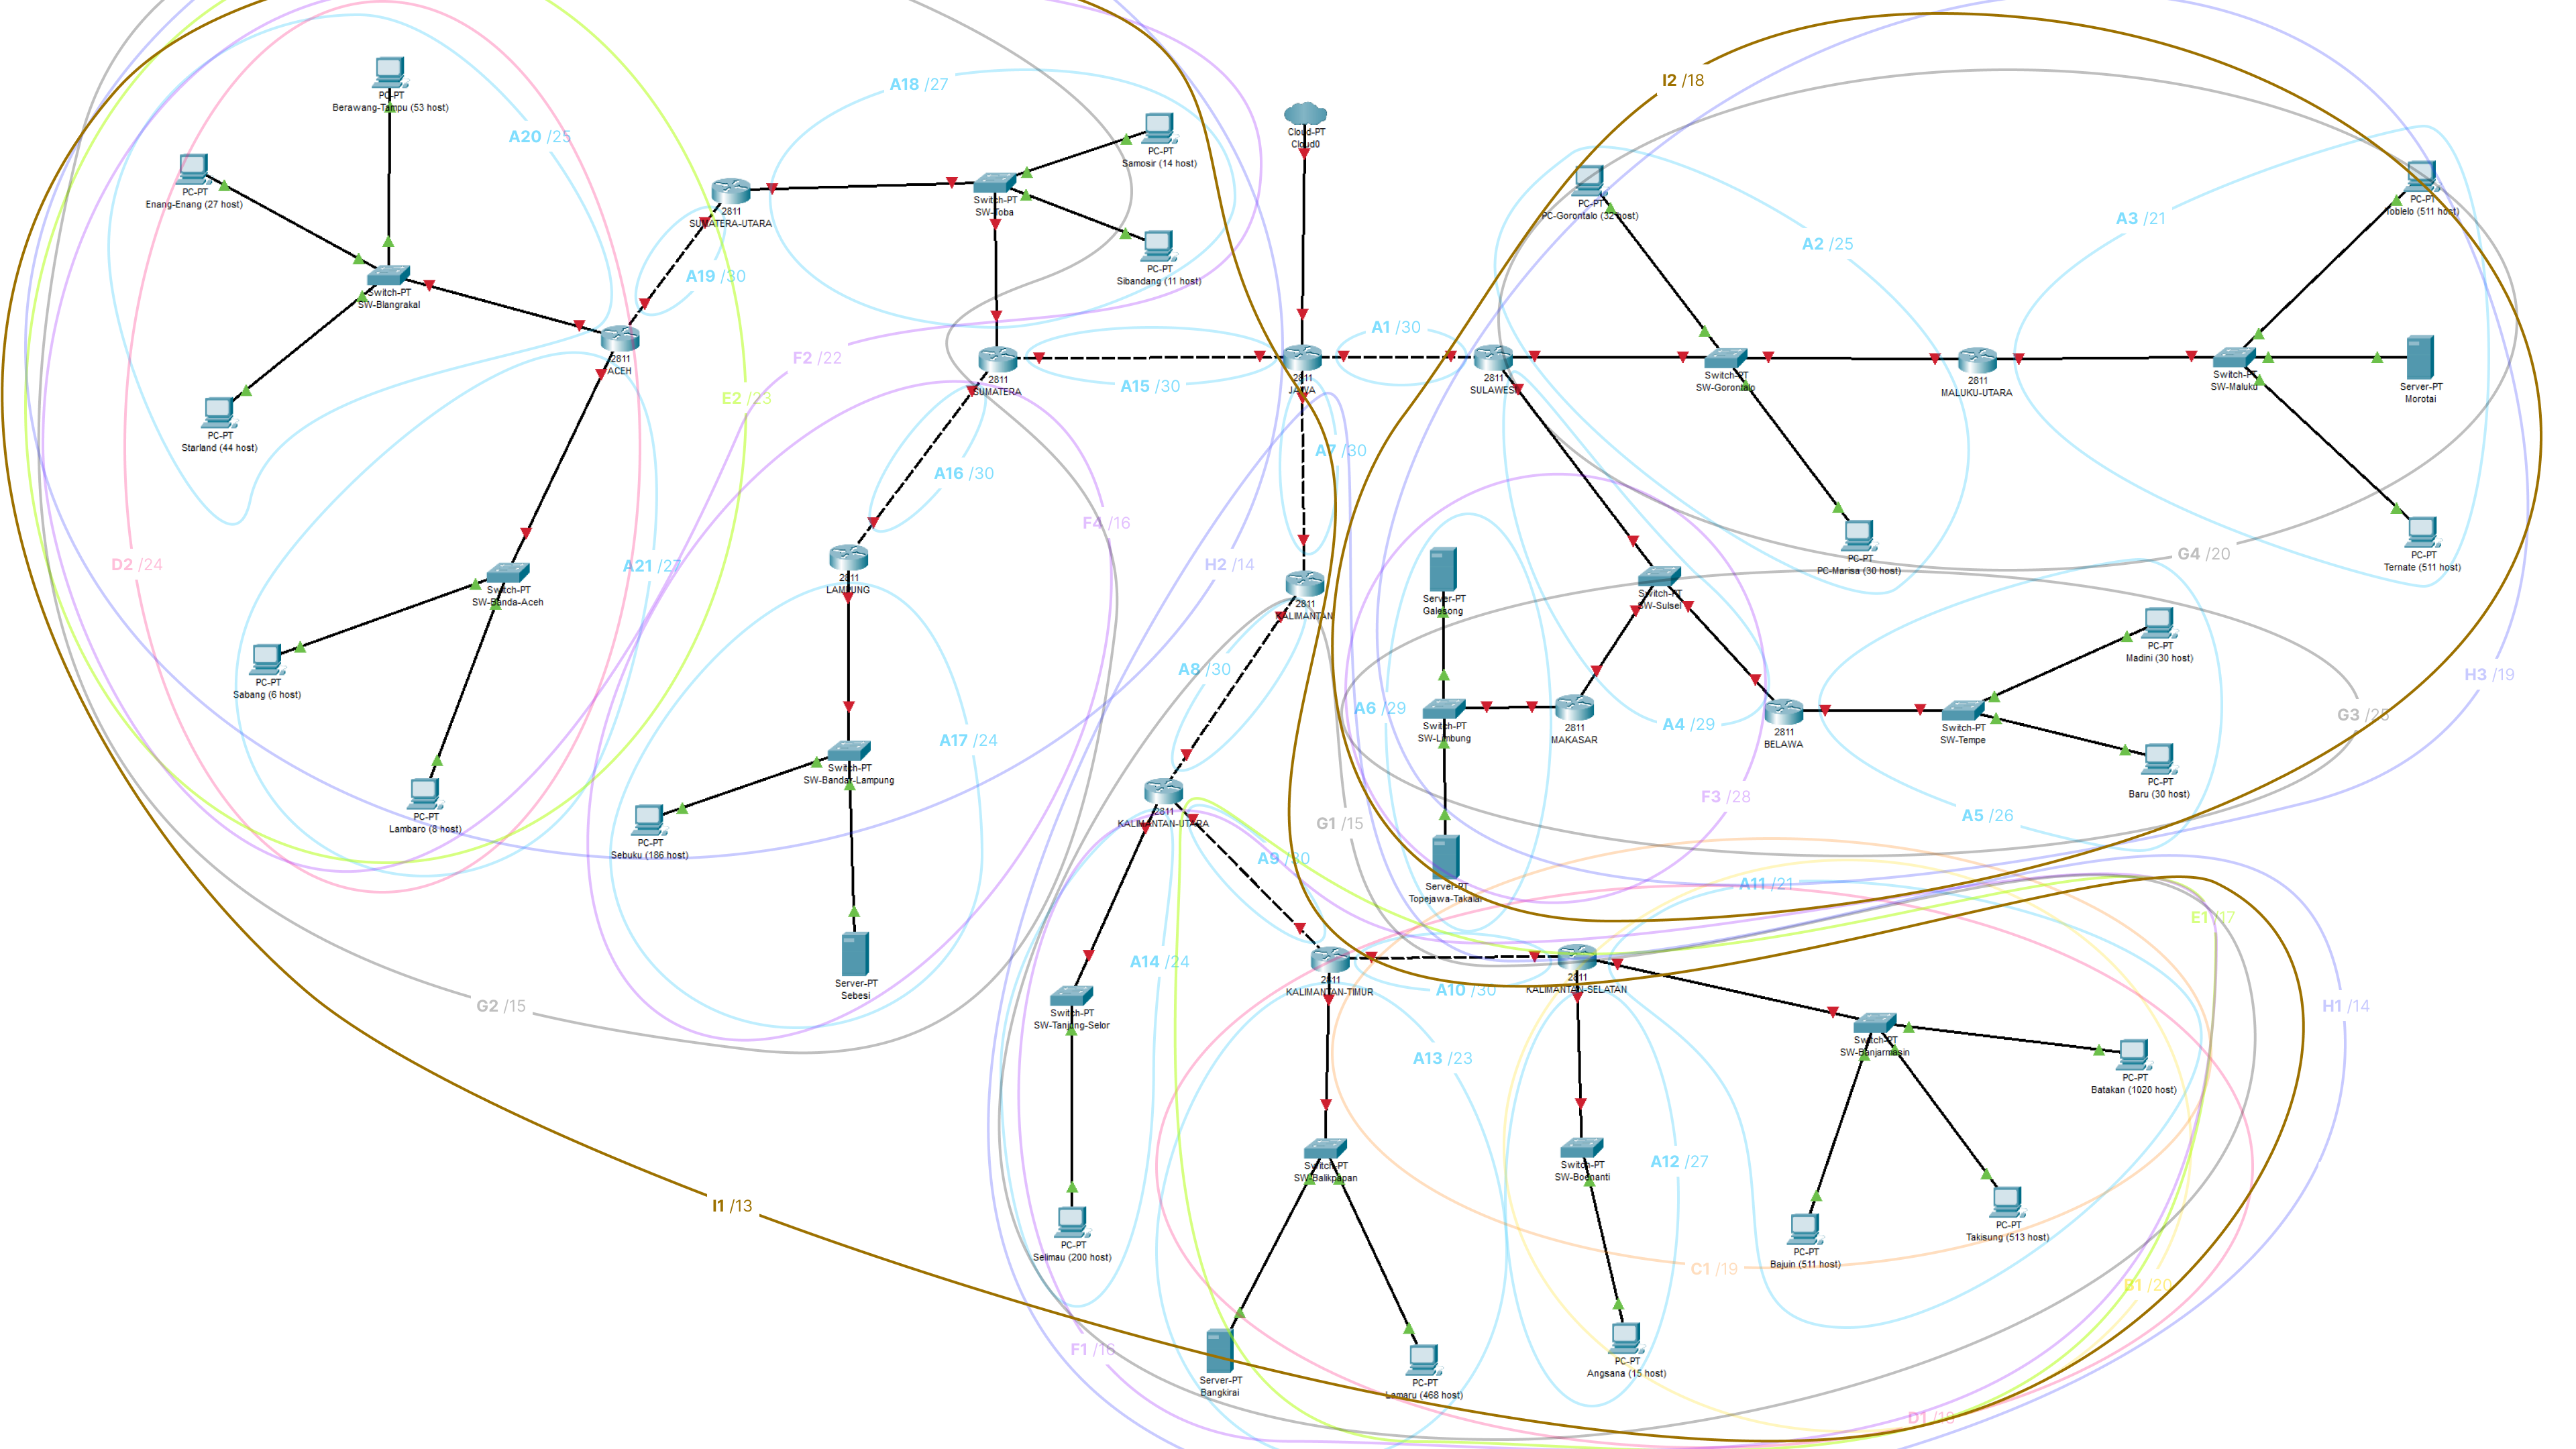 I2 /18
A18 /27
PC-PT
Berawang-Tampu (53 host)
A20 /25
Cloud-PT
Cloud0
PC-PT
Samosir (14 host)
PC-PT
Enang-Enang (27 host)
2811
SUMATERA-UTARA
Switch-PT
SW-Toba
PC-PT
PC-Gorontalo (32 host)
A3 /21
PC-PT
Toblelo (511 host)
A2 /25
A19 /30
PC-PT
Sibandang (11 host)
Switch-PT
SW-Blangrakal
A1 /30
F2 /22
2811
ACEH
A15 /30
2811
SUMATERA
2811
JAWA
2811
SULAWESI
Switch-PT
SW-Gorontalo
2811
MALUKU-UTARA
Switch-PT
SW-Maluku
Server-PT
Morotai
E2 /23
PC-PT
Starland (44 host)
A16 /30
A7 /30
F4 /16
D2 /24
A21 /27
H2 /14
G4 /20
PC-PT
PC-Marisa (30 host)
PC-PT
Ternate (511 host)
2811
LAMPUNG
Switch-PT
SW-Banda-Aceh
2811
KALIMANTAN
Server-PT
Galesong
Switch-PT
SW-Sulsel
PC-PT
Madini (30 host)
A8 /30
H3 /19
PC-PT
Sabang (6 host)
A6 /29
G3 /25
A4 /29
Switch-PT
SW-Limbung
2811
MAKASAR
2811
BELAWA
Switch-PT
SW-Tempe
A17 /24
Switch-PT
SW-Bandar-Lampung
PC-PT
Baru (30 host)
F3 /28
PC-PT
Lambaro (8 host)
2811
KALIMANTAN-UTARA
G1 /15
A5 /26
PC-PT
Sebuku (186 host)
A9 /30
Server-PT
Topejawa-Takalar
A11 /21
E1 /17
A14 /24
Server-PT
Sebesi
2811
KALIMANTAN-TIMUR
A10 /30
2811
KALIMANTAN-SELATAN
G2 /15
H1 /14
Switch-PT
SW-Tanjung-Selor
A13 /23
Switch-PT
SW-Banjarmasin
PC-PT
Batakan (1020 host)
A12 /27
Switch-PT
SW-Balikpapan
Switch-PT
SW-Boenanti
I1 /13
PC-PT
Selimau (200 host)
PC-PT
Bajuin (511 host)
PC-PT
Takisung (513 host)
C1 /19
B1 /20
F1 /16
Server-PT
Bangkirai
PC-PT
Lamaru (468 host)
PC-PT
Angsana (15 host)